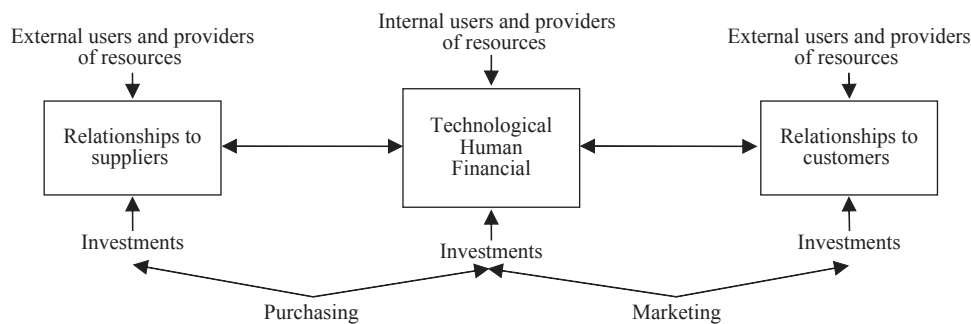 External users and providers
of resources
Internal users and providers
of resources
External users and providers
of resources
Relationships to
suppliers
Technological
Human
Financial
Relationships to
customers
Investments
Investments
Investments
Purchasing
Marketing